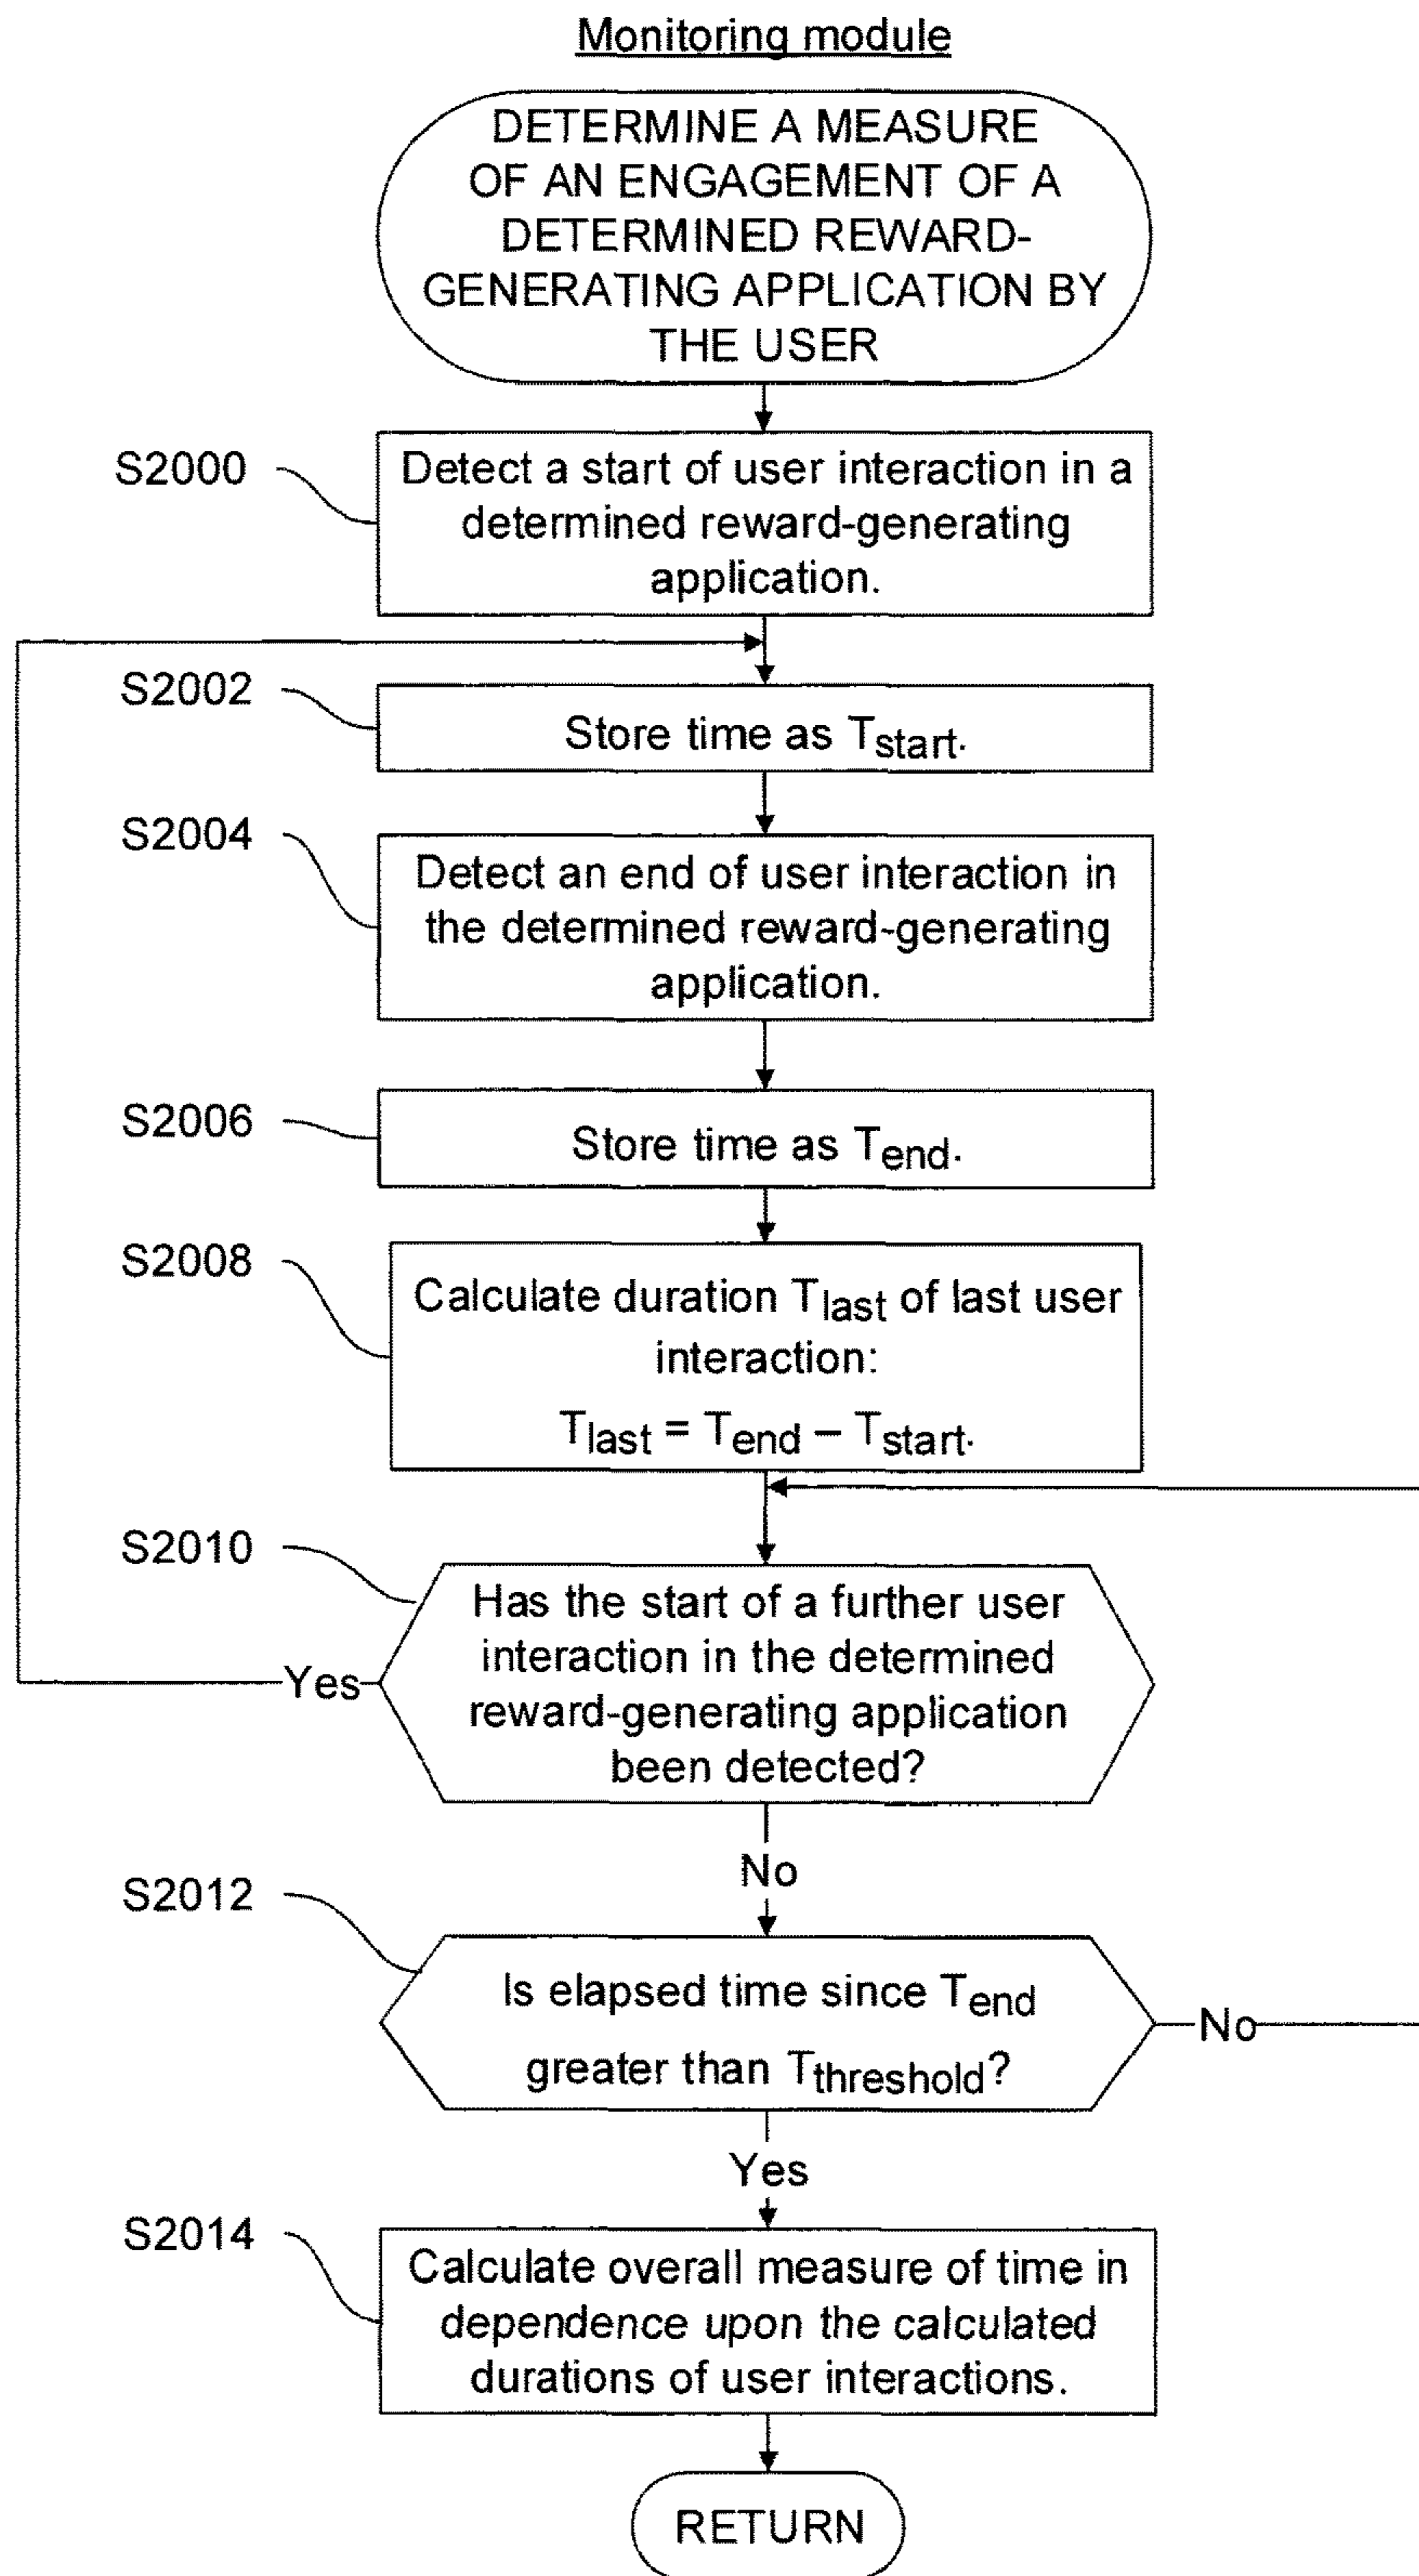 Monitoring module
DETERMINE A MEASURE
OF AN ENGAGEMENT OF A
DETERMINED REWARD-
GENERATING APPLICATION BY
THE USER
S2000
Detect a start of user interaction in a
determined reward-generating
application.
S2002
Store time as Tstart.
S2004
Detect an end of user interaction in
the determined reward-generating
application.
S2006
Store time as Tend.
S2008
Calculate duration Tlast of last user
interaction:
Tlast = Tend – Tstart.
S2010
Has the start of a further user
interaction in the determined
reward-generating application
been detected?
Yes
No
S2012
Is elapsed time since Tend
greater than Tthreshold?
No
Yes
S2014
Calculate overall measure of time in
dependence upon the calculated
durations of user interactions.
RETURN